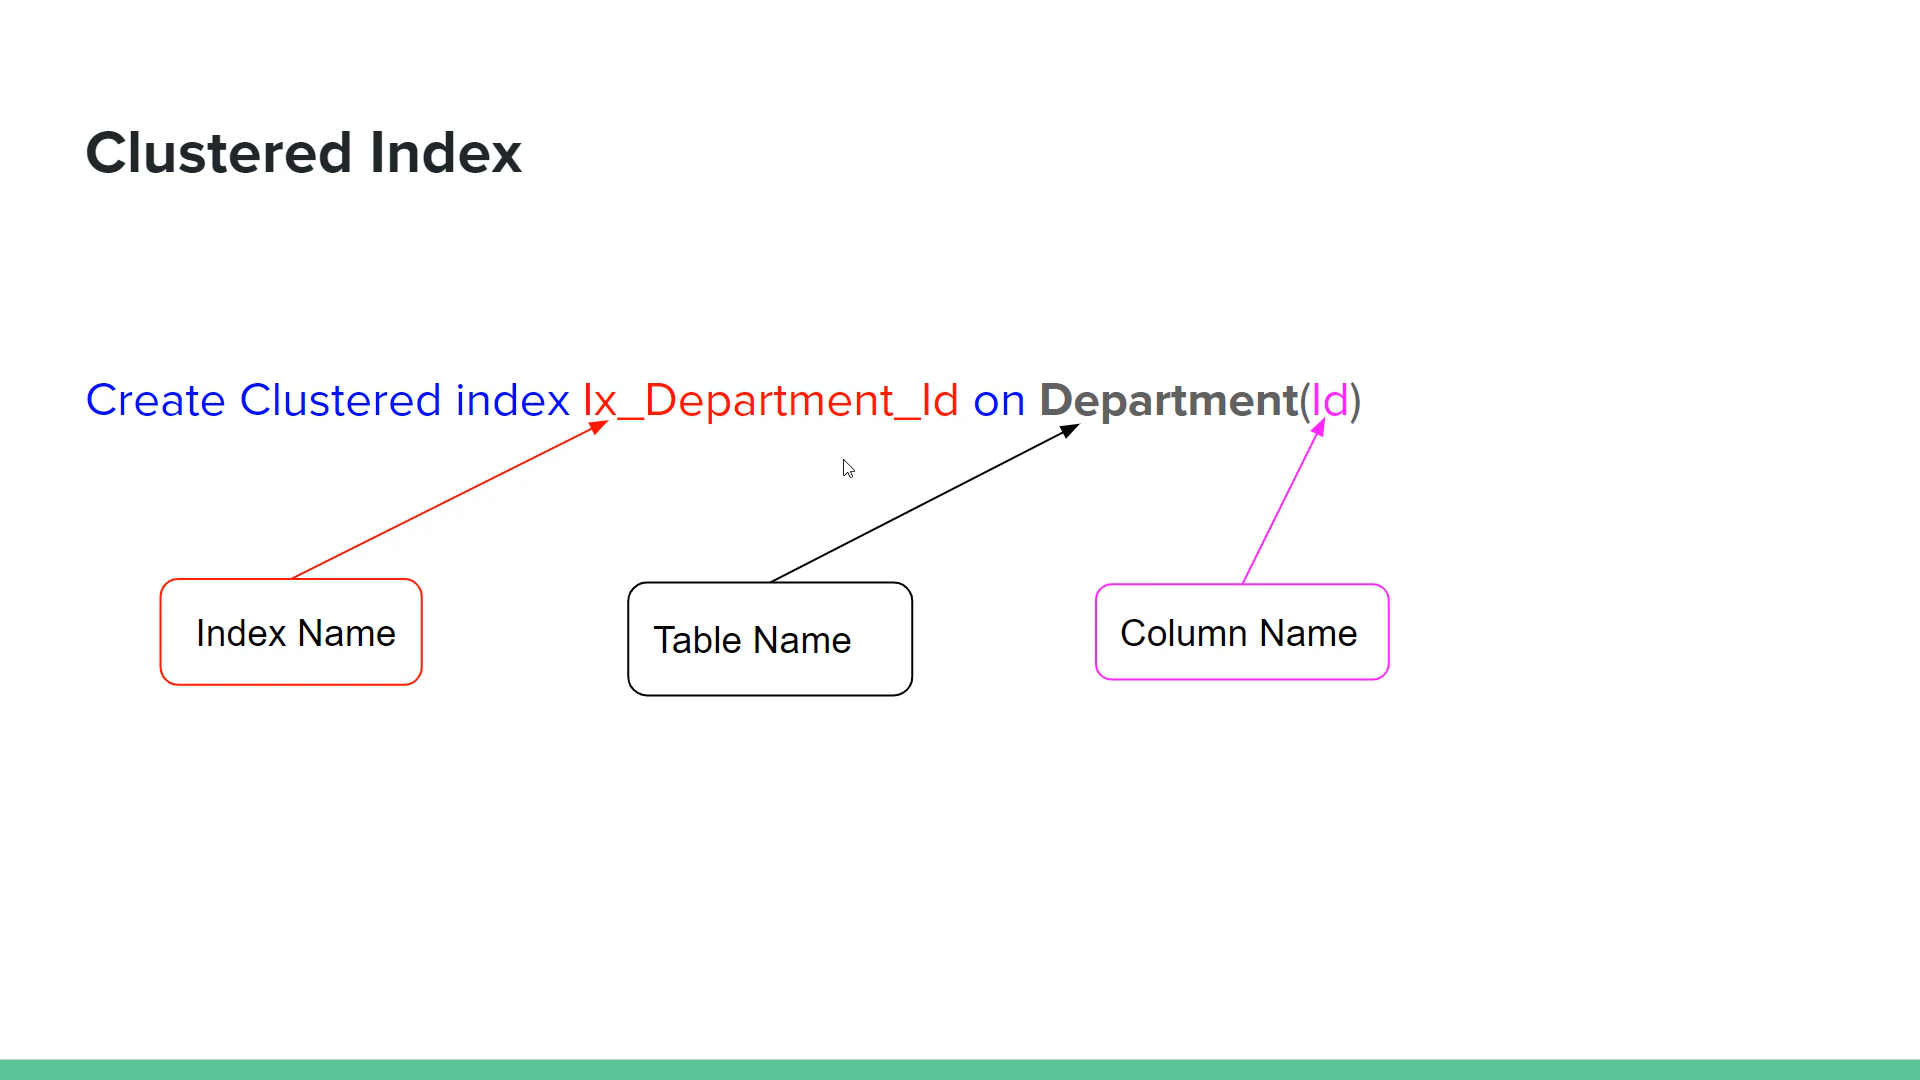 Clustered Index
Create Clustered index Ix_Department_Id on Department(Id)
Index Name
Table Name
Column Name